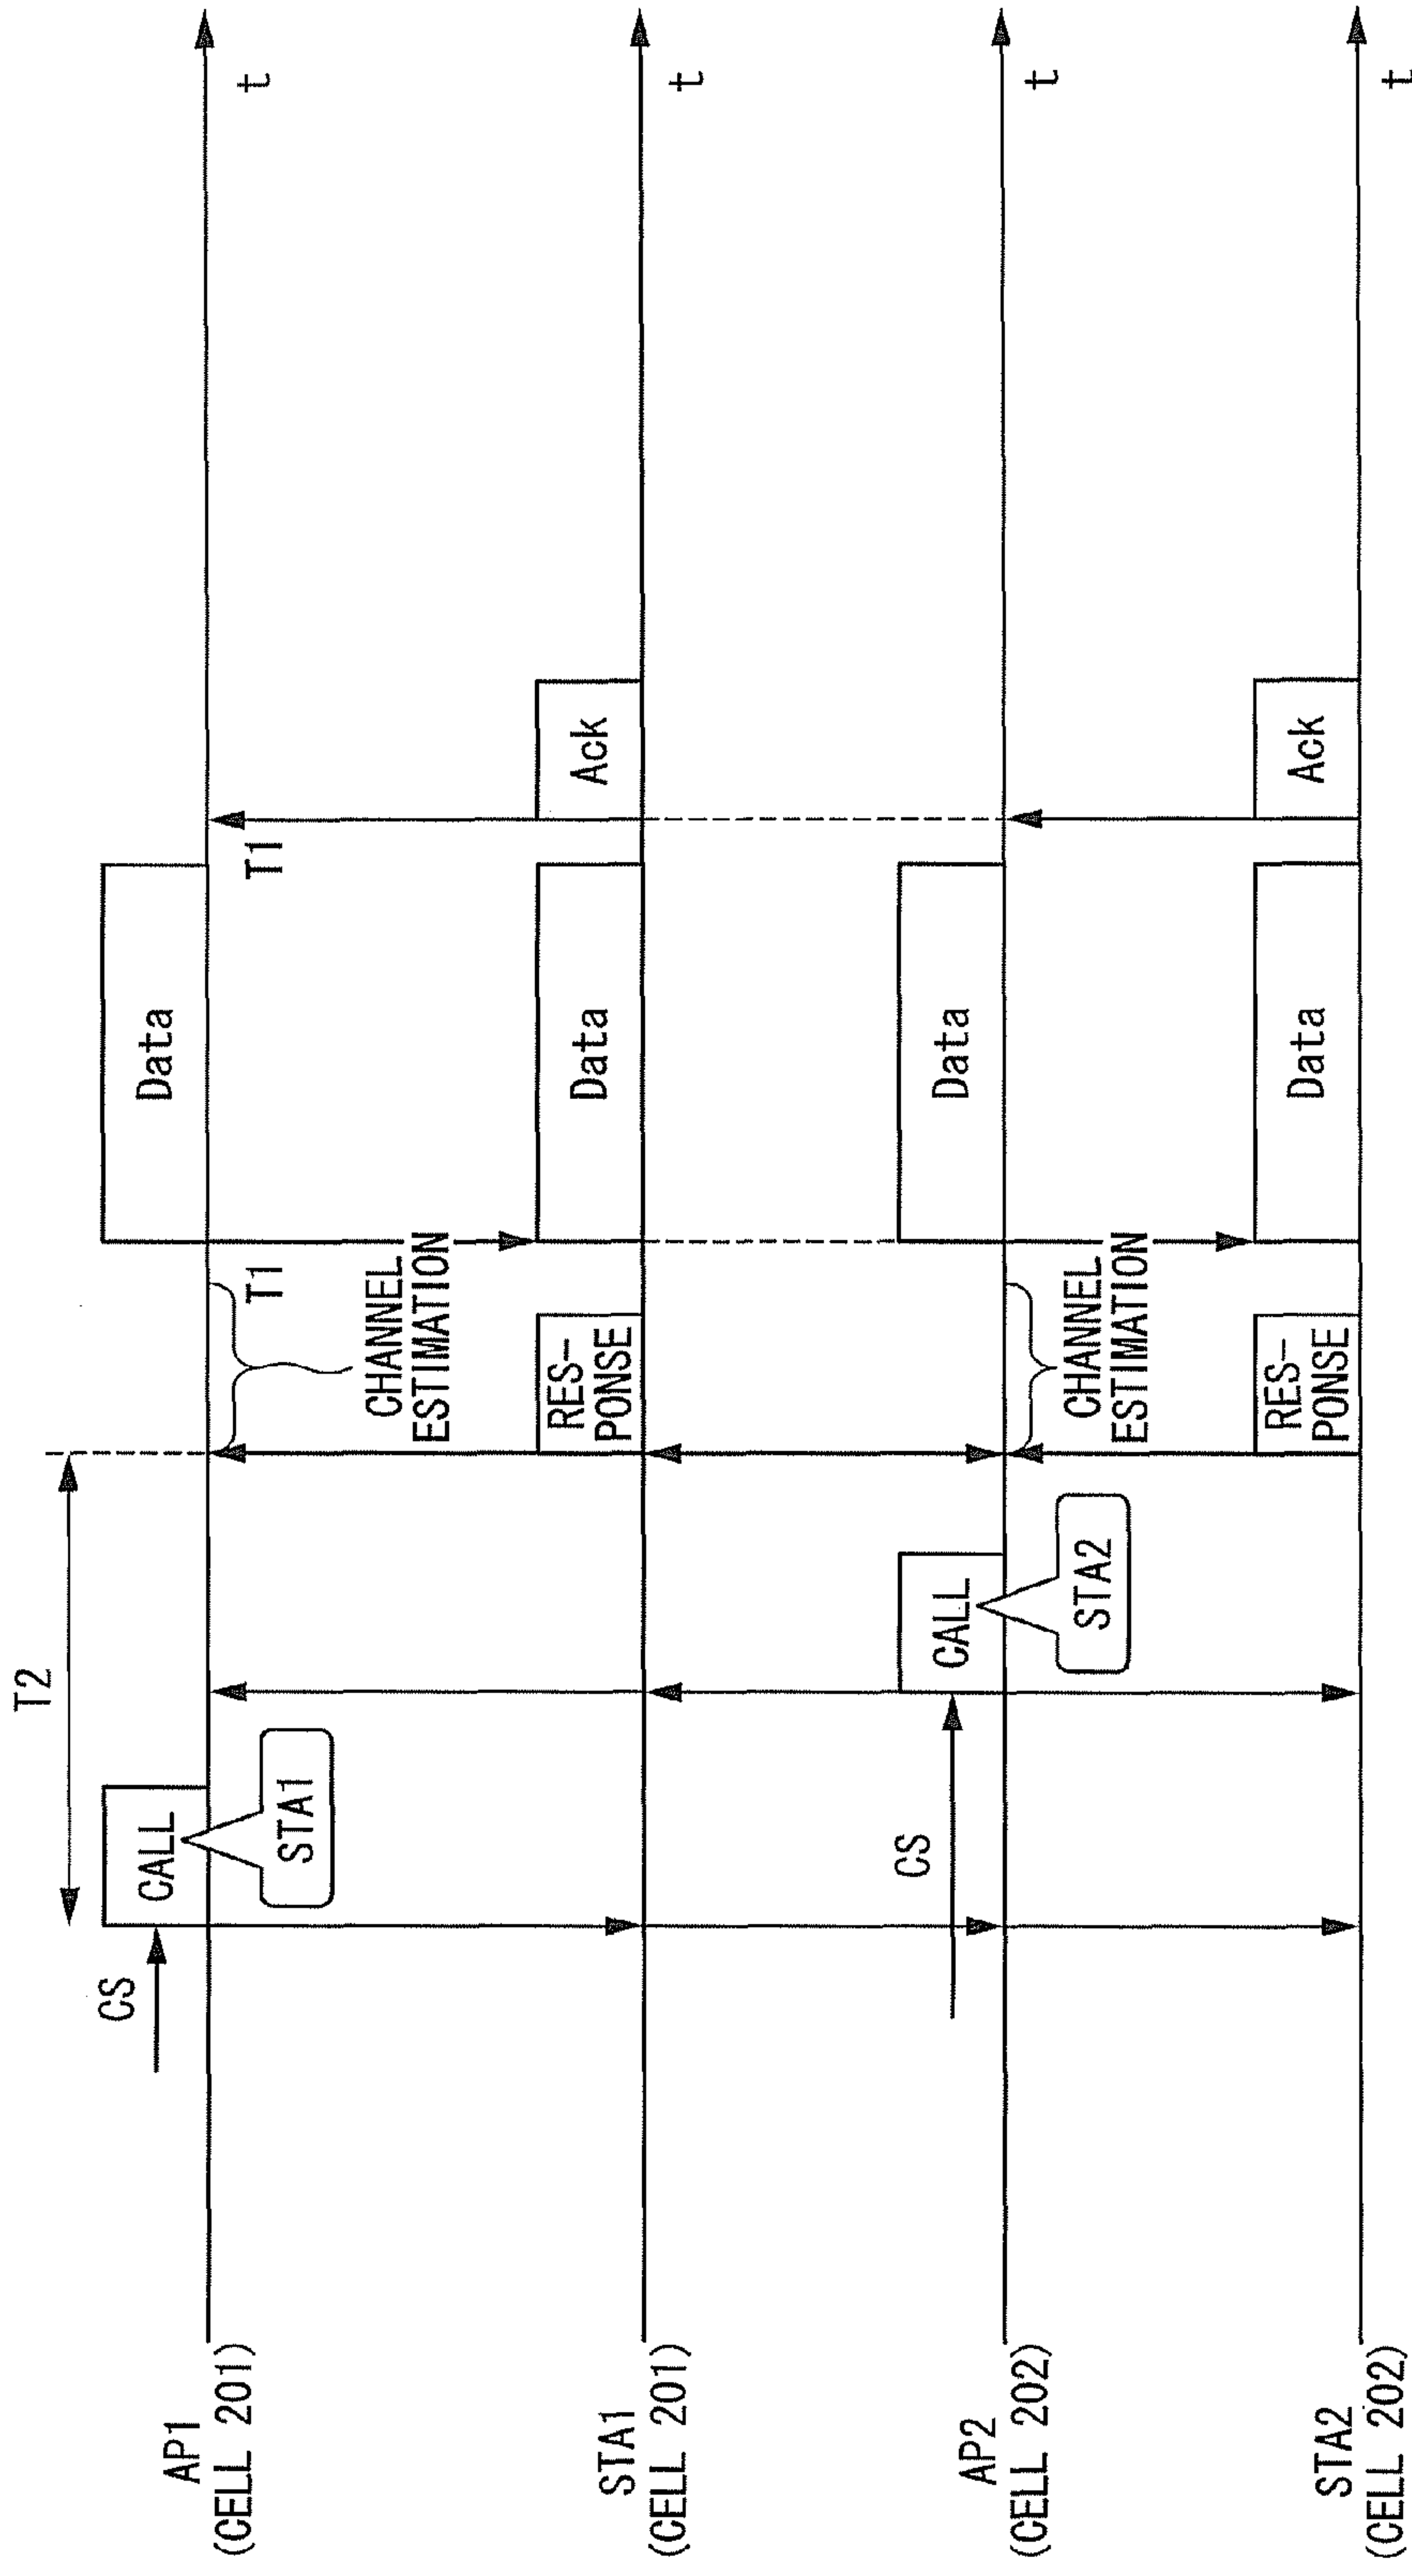 T2
CS
CALL
STA1
Data
T1
T1
CHANNEL
ESTIMATION
t
AP1
(CELL 201)
RES-
PONSE
Data
Ack
t
STA1
(CELL 201)
CS
CALL
STA2
Data
CHANNEL
ESTIMATION
t
AP2
(CELL 202)
RES-
PONSE
Data
Ack
t
STA2
(CELL 202)